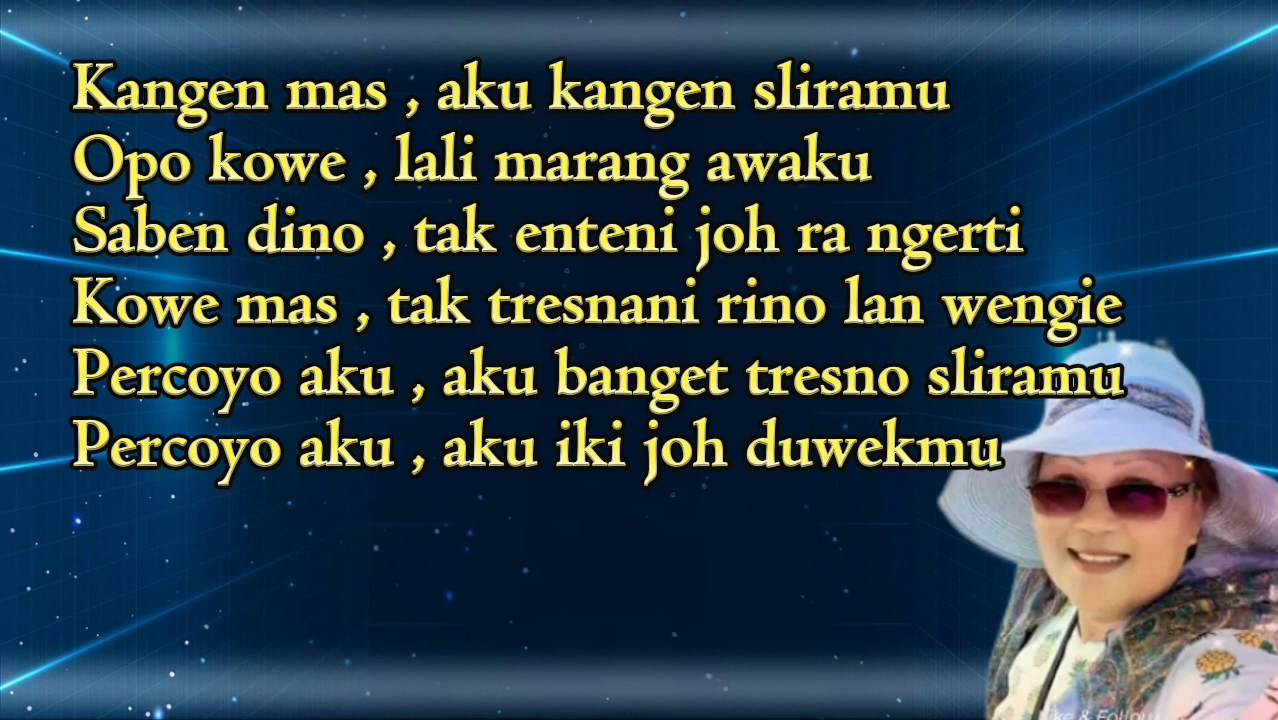 Kangen mas , aku kangen sliramu
Opo kowe , lali marang awaku
Saben dino , tak enteni joh ra ngerti
Kowe mas , tak tresnani rino lan wengie
Percoyo aku , aku banget tresno sliramu
Percoyo aku , aku iki joh duwekmu
& Follow